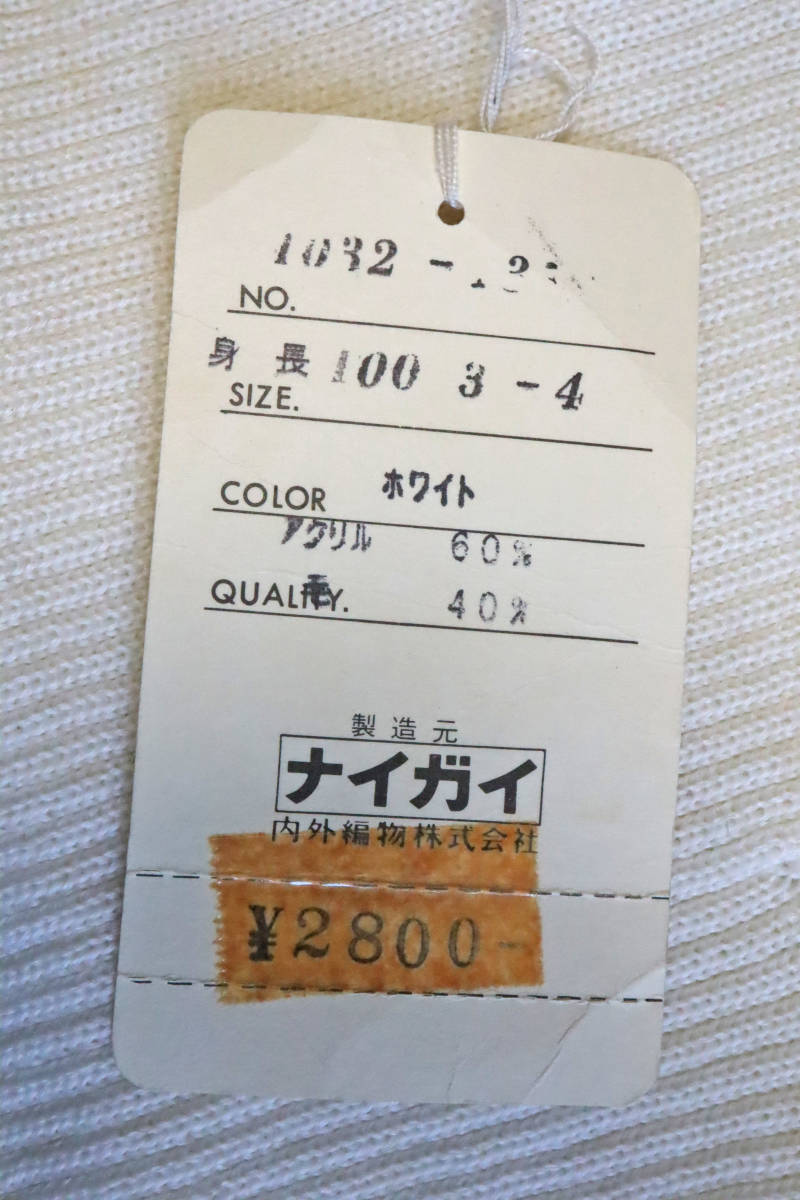 1032 -
NO.
身長 100 3-4
SIZE.
COLOR ホワイト
アクリル 60%
QUALITY. 毛 40%
製造元
ナイガイ
内外編物株式会社
¥2800-